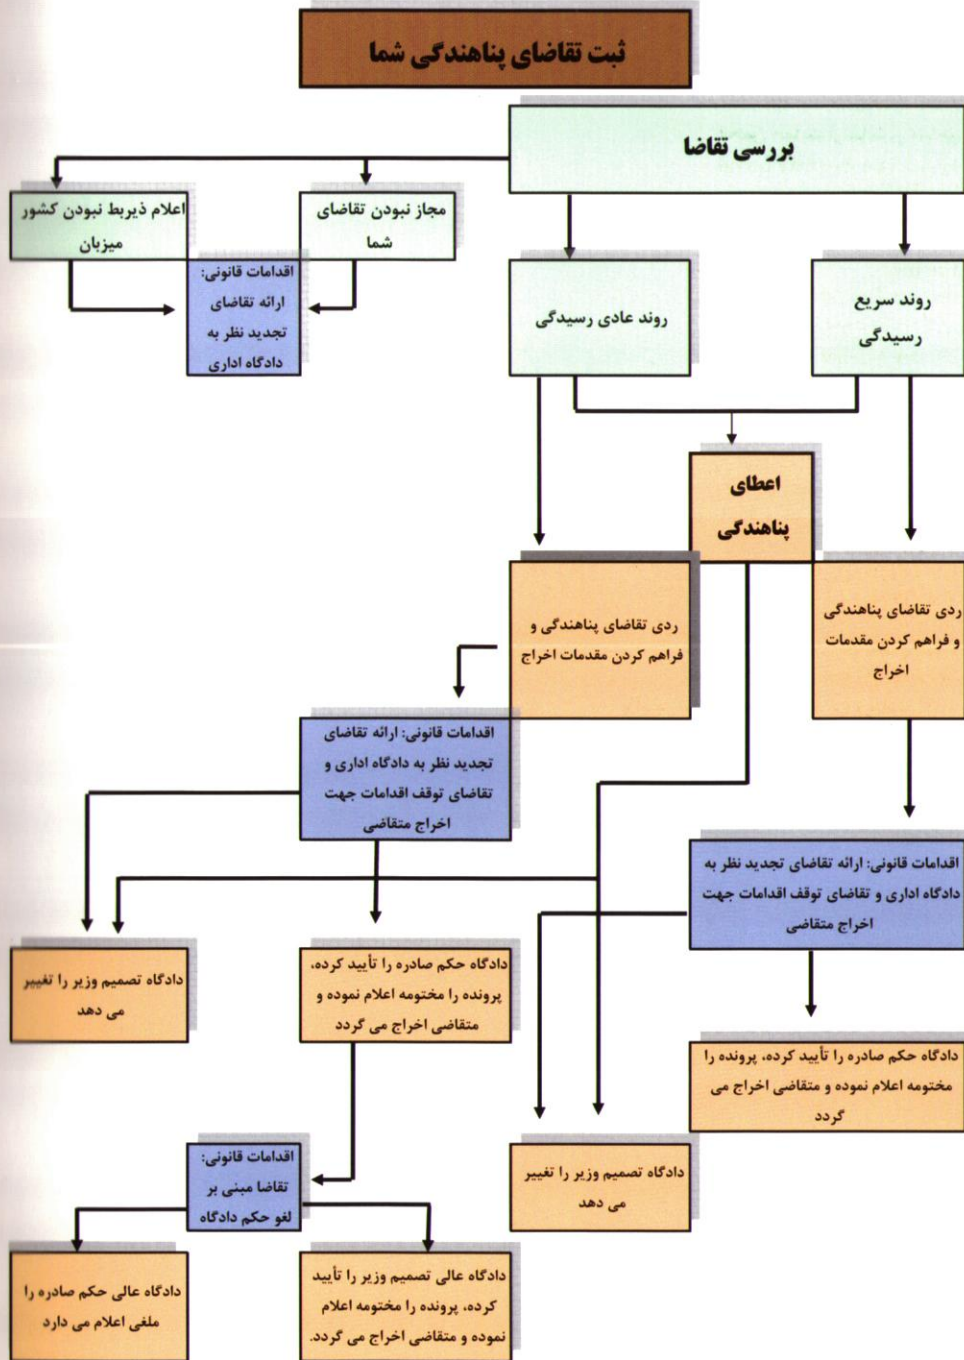 ثبت تقاضای پناهندگی شما
بررسی تقاضا
مجاز نبودن تقاضای
شما
اعلام ذیربط نبودن کشور
میزبان
اقدامات قانونی:
ارائه تقاضای
تجدید نظر به
دادگاه اداری
روند سریع
رسیدگی
روند عادی رسیدگی
اعطای
پناهندگی
ردی تقاضای پناهندگی
و فراهم کردن مقدمات
اخراج
ردی تقاضای پناهندگی و
فراهم کردن مقدمات اخراج
اقدامات قانونی: ارائه تقاضای
تجدید نظر به دادگاه اداری و
تقاضای توقف اقدامات جهت
اخراج متقاضی
اقدامات قانونی: ارائه تقاضای تجدید نظر به
دادگاه اداری و تقاضای توقف اقدامات جهت
اخراج متقاضی
دادگاه حکم صادره را تأیید کرده،
پرونده را مختومه اعلام نموده و
متقاضی اخراج می گردد
دادگاه تصمیم وزیر را تغییر
می دهد
دادگاه حکم صادره را تأیید کرده، پرونده را
مختومه اعلام نموده و متقاضی اخراج می
گردد
دادگاه تصمیم وزیر را تغییر
می دهد
اقدامات قانونی:
تقاضا مبنی بر
لغو حکم دادگاه
دادگاه عالی تصمیم وزیر را تأیید
کرده، پرونده را مختومه اعلام
نموده و متقاضی اخراج می گردد.
دادگاه عالی حکم صادره را
ملغی اعلام می دارد